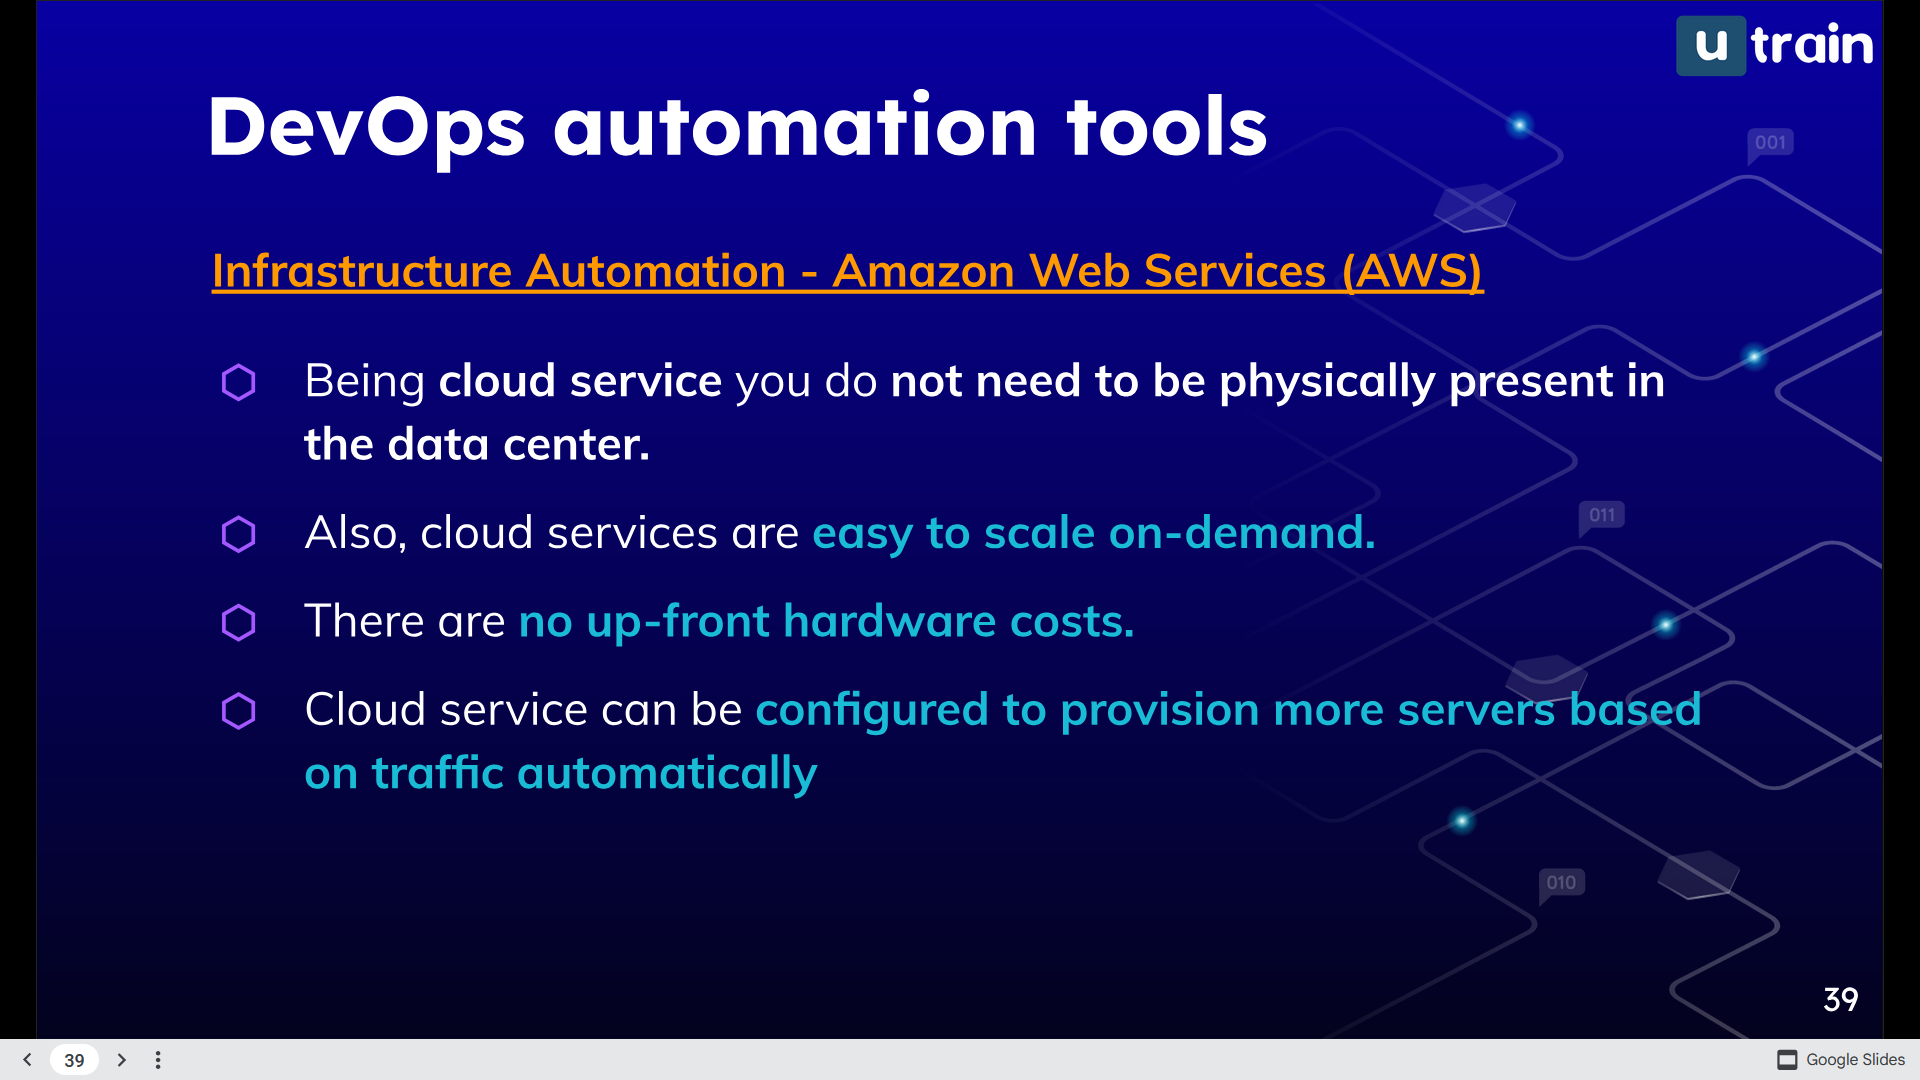 u train
DevOps automation tools
001
Infrastructure Automation - Amazon Web Services (AWS)
Being cloud service you do not need to be physically present in
the data center.
Also, cloud services are easy to scale on-demand.
011
There are no up-front hardware costs.
Cloud service can be configured to provision more servers based
on traffic automatically
010
39
39
Google Slides